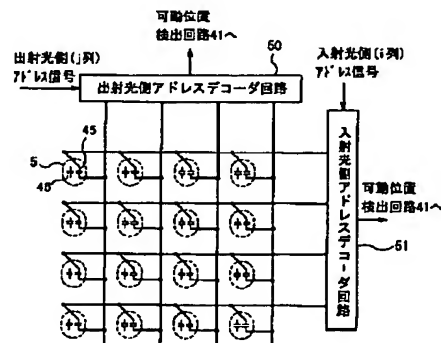 可動位置
検出回路41へ
50
出射光側(j列)
ｱﾄﾞﾚｽ信号
入射光側(i列)
ｱﾄﾞﾚｽ信号
出射光側アドレスデコーダ回路
45
5
46
入射光側アドレスデコーダ回路
可動位置
検出回路41へ
51